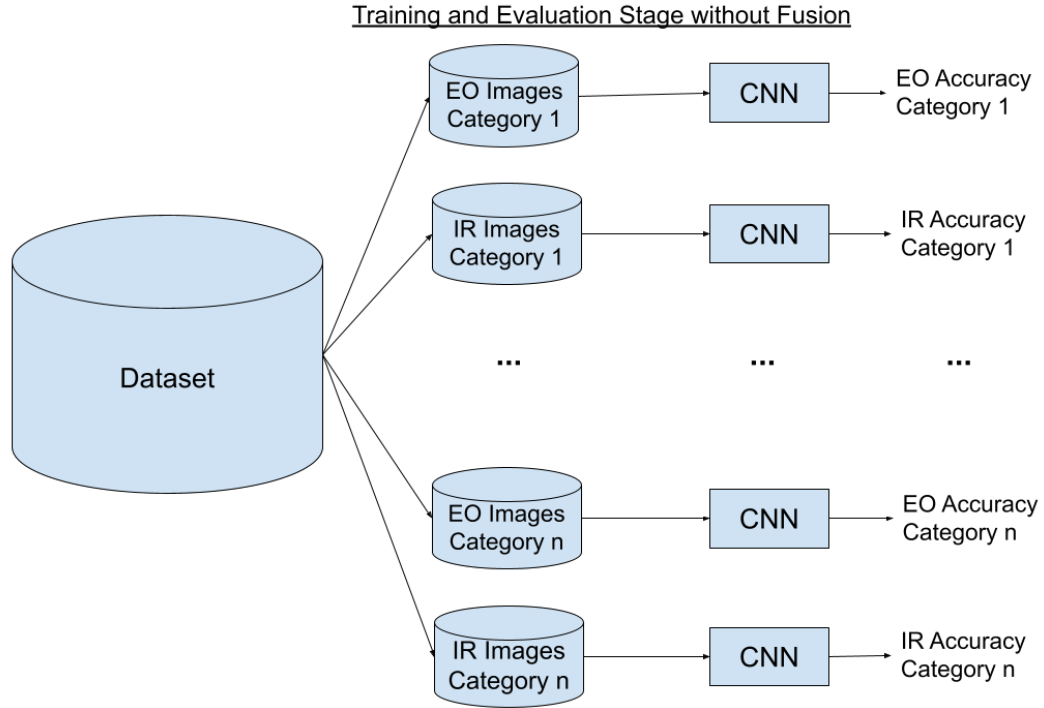 Training and Evaluation Stage without Fusion
EO Images
Category 1
CNN
EO Accuracy
Category 1
IR Images
Category 1
CNN
IR Accuracy
Category 1
Dataset
...
...
...
EO Images
Category n
CNN
EO Accuracy
Category n
IR Images
Category n
CNN
IR Accuracy
Category n